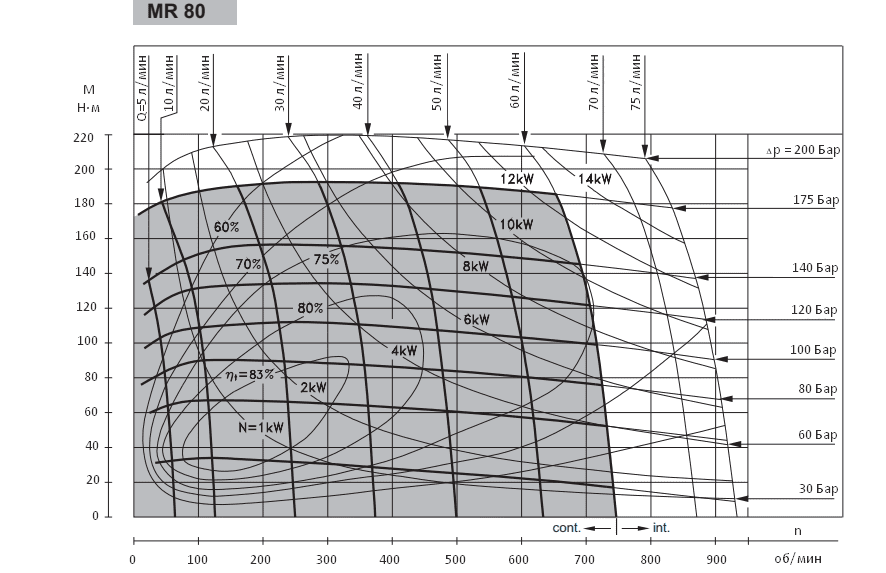 MR 80
М
Н·м
Q=5 л/мин
10 л/мин
20 л/мин
30 л/мин
40 л/мин
50 л/мин
60 л/мин
70 л/мин
75 л/мин
220
200
180
160
140
120
100
80
60
40
20
0
Δp = 200 Бар
175 Бар
140 Бар
120 Бар
100 Бар
80 Бар
60 Бар
30 Бар
12kW
14kW
10kW
8kW
6kW
4kW
2kW
N=1kW
60%
70%
75%
80%
ηt=83%
cont.
int.
n
0 100 200 300 400 500 600 700 800 900 об/мин